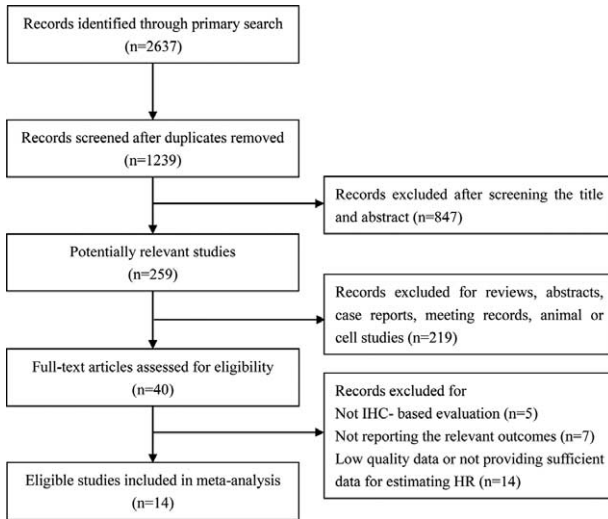 Records identified through primary search
(n=2637)
Records screened after duplicates removed
(n=1239)
Records excluded after screening the title
and abstract (n=847)
Potentially relevant studies
(n=259)
Records excluded for reviews, abstracts,
case reports, meeting records, animal or
cell studies (n=219)
Full-text articles assessed for eligibility
(n=40)
Records excluded for
Not IHC- based evaluation (n=5)
Not reporting the relevant outcomes (n=7)
Low quality data or not providing sufficient
data for estimating HR (n=14)
Eligible studies included in meta-analysis
(n=14)